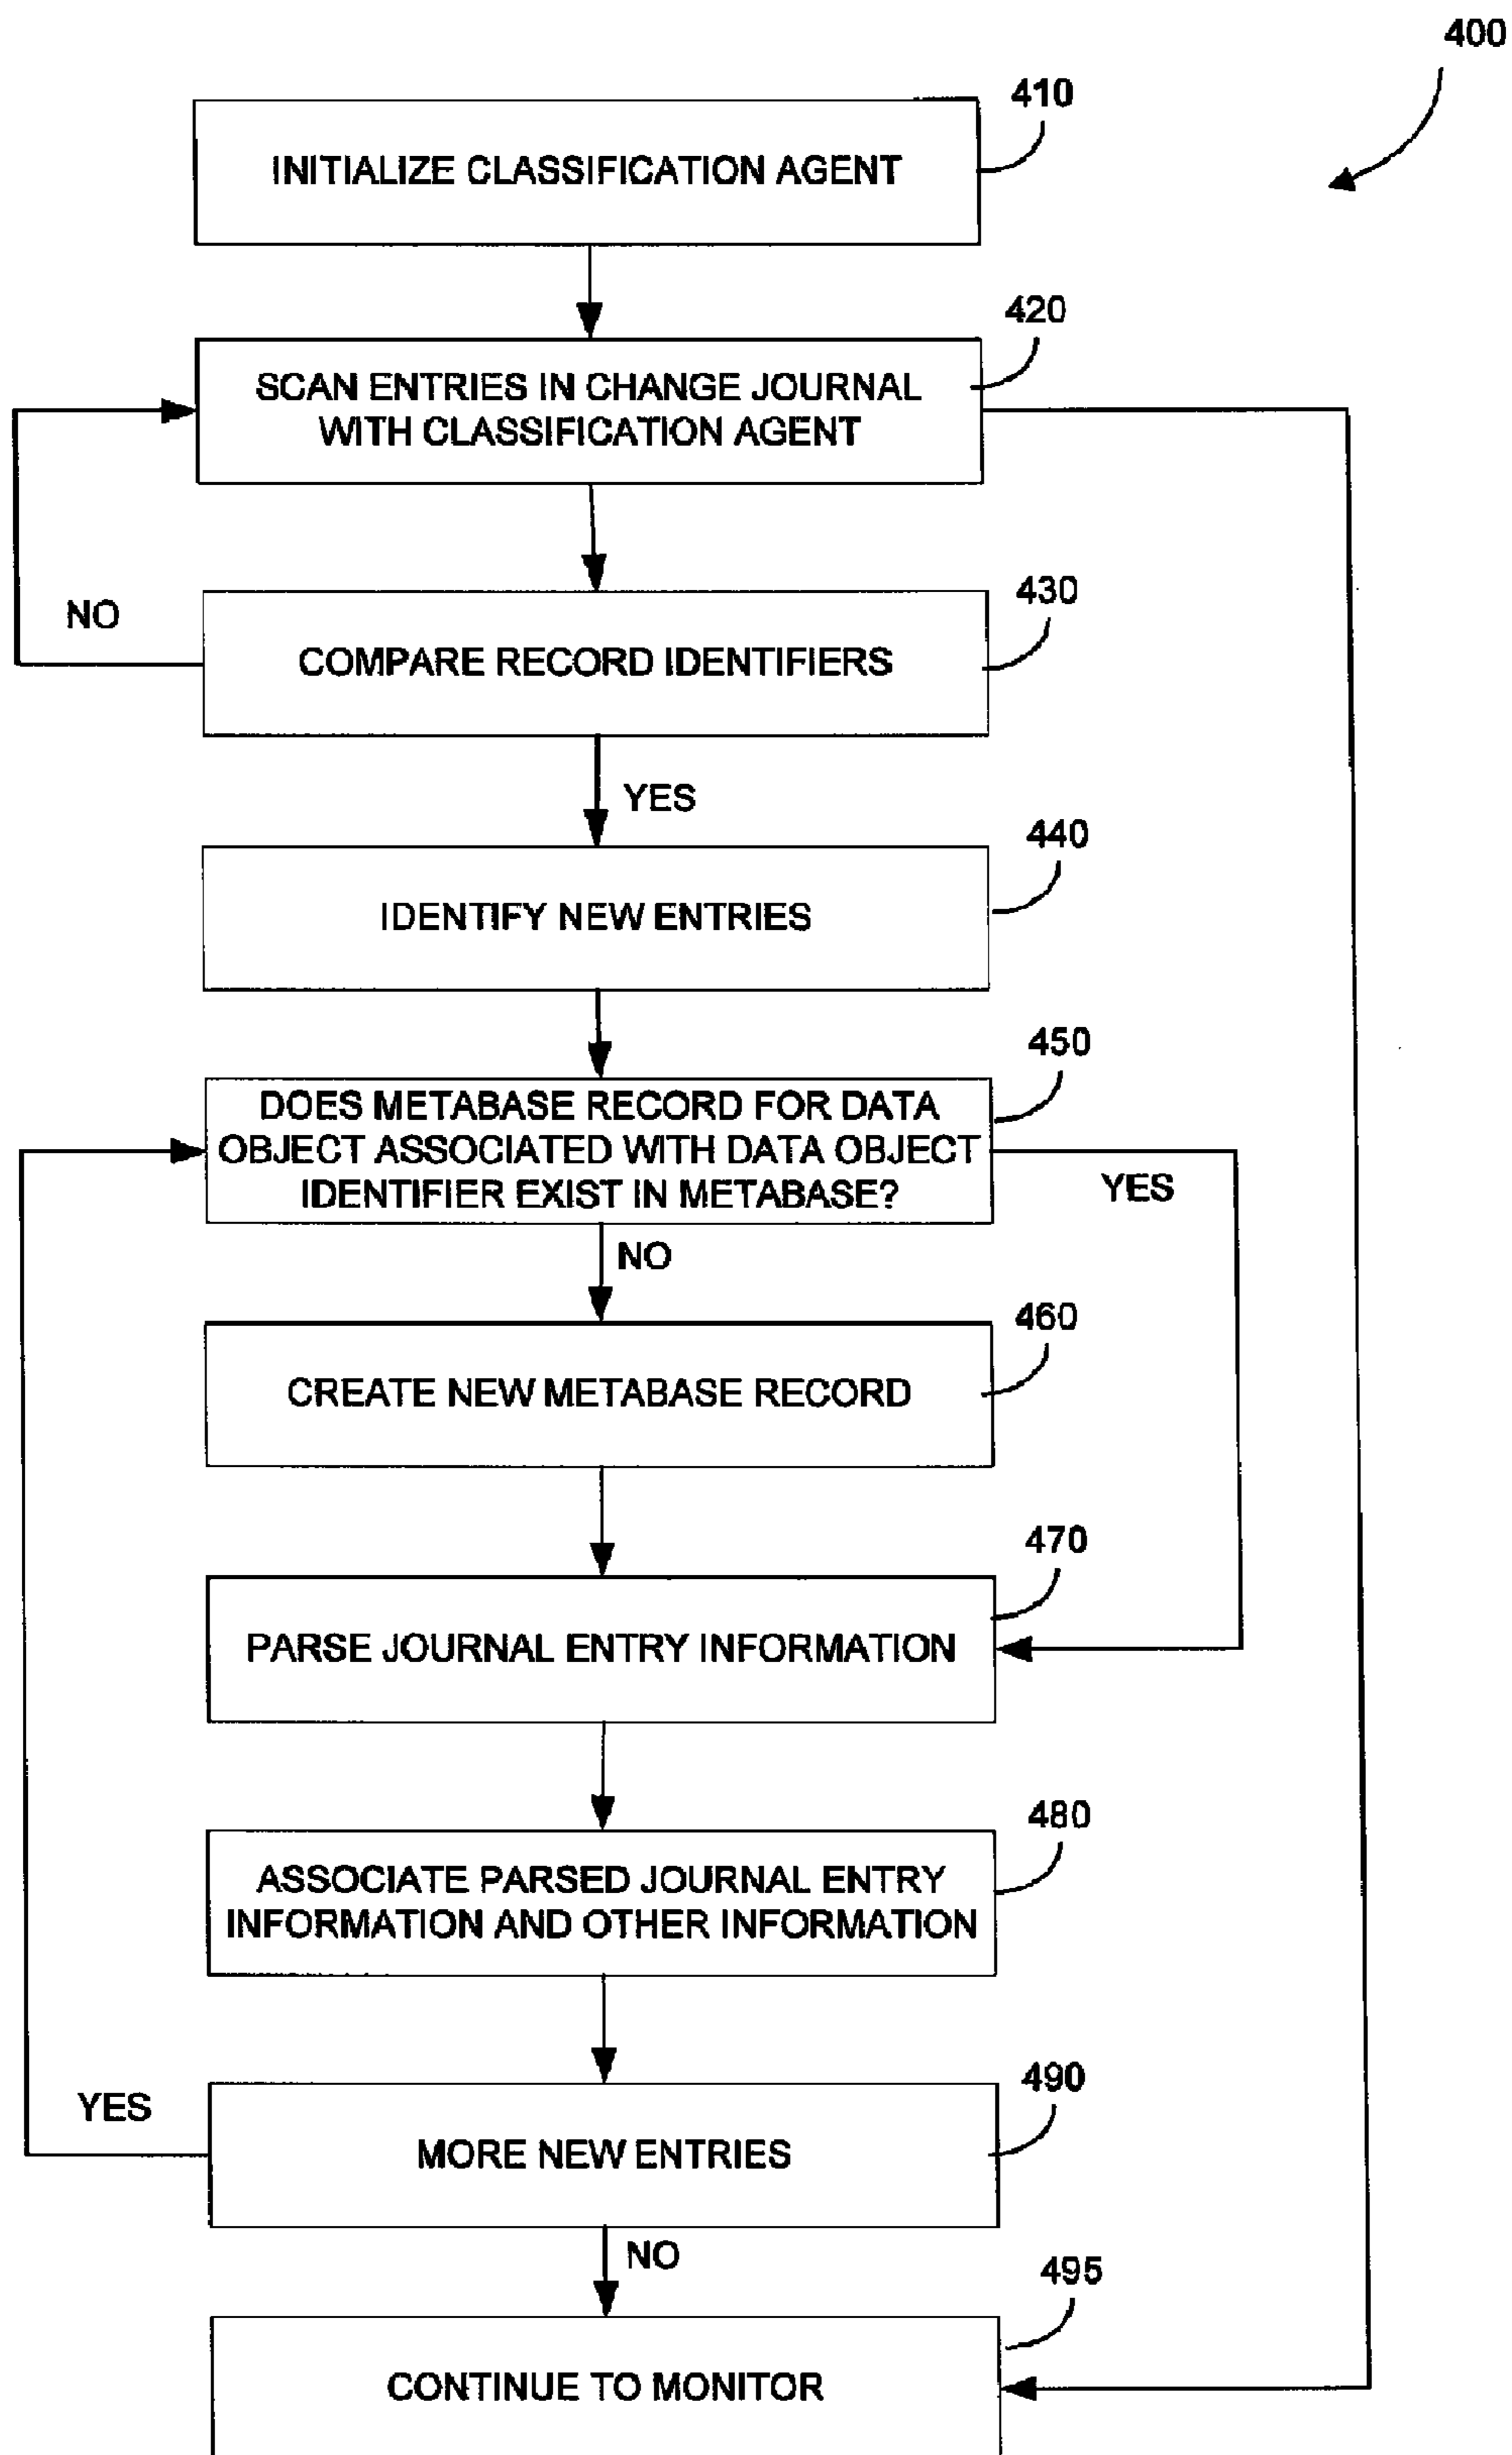 400
410
INITIALIZE CLASSIFICATION AGENT
420
SCAN ENTRIES IN CHANGE JOURNAL
WITH CLASSIFICATION AGENT
430
NO
COMPARE RECORD IDENTIFIERS
YES
440
IDENTIFY NEW ENTRIES
450
DOES METABASE RECORD FOR DATA
OBJECT ASSOCIATED WITH DATA OBJECT
IDENTIFIER EXIST IN METABASE?
YES
NO
460
CREATE NEW METABASE RECORD
470
PARSE JOURNAL ENTRY INFORMATION
480
ASSOCIATE PARSED JOURNAL ENTRY
INFORMATION AND OTHER INFORMATION
490
YES
MORE NEW ENTRIES
NO
495
CONTINUE TO MONITOR